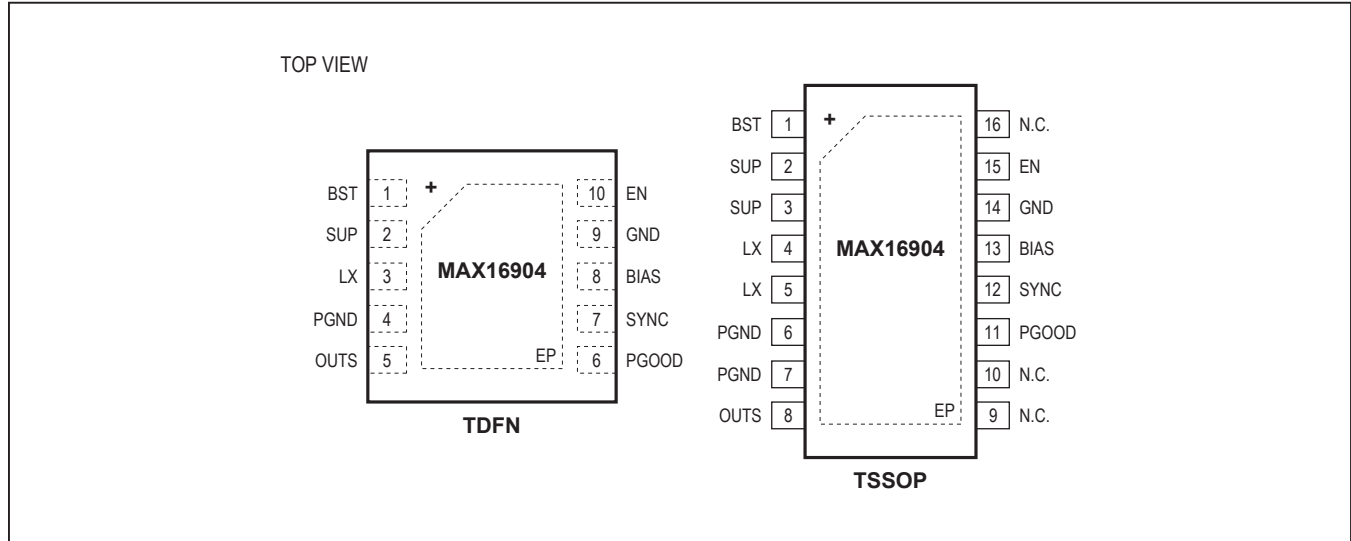 TOP VIEW
BST 1 + 10 EN
SUP 2 9 GND
LX 3 MAX16904 8 BIAS
PGND 4 7 SYNC
OUTS 5 EP 6 PGOOD
TDFN
BST 1 + 16 N.C.
SUP 2 15 EN
SUP 3 14 GND
LX 4 MAX16904 13 BIAS
LX 5 12 SYNC
PGND 6 11 PGOOD
PGND 7 10 N.C.
OUTS 8 EP 9 N.C.
TSSOP